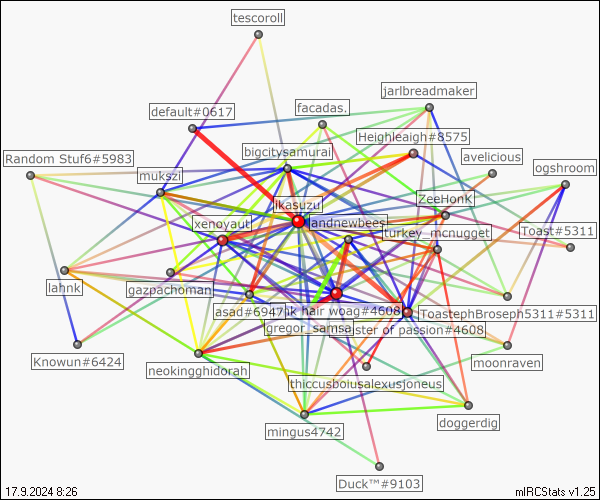 tescoroll
jarlbreadmaker
default#0617
facadas.
Heighleaigh#8575
bigcitysamurai
avelicious
Random Stuf6#5983
ogshroom
mukszi
ikasuzu
ZeeHonK
xenoyaut
andnewbees
turkey_mcnugget
Toast#5311
lahnk
gazpachoman
asad#6947
k hair woag#4608
ToastephBroseph5311#5311
gregor_samsa
ster of passion#4608
Knowun#6424
moonraven
neokingghidorah
thiccusboiusalexusjoneus
doggerdig
mingus4742
Duck™#9103
17.9.2024 8:26
mIRCStats v1.25